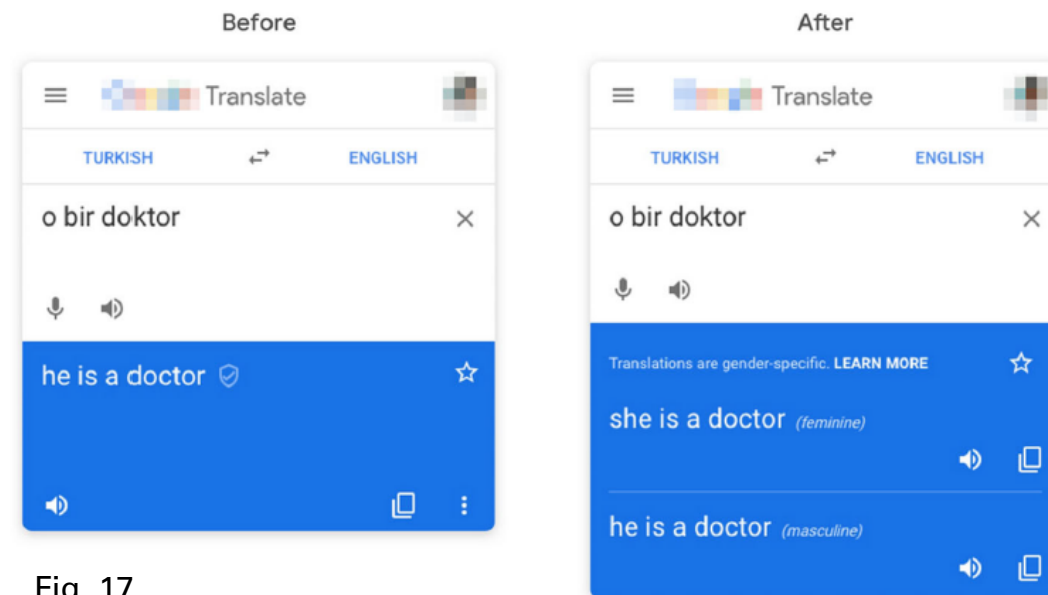 Before
Translate
TURKISH ENGLISH
o bir doktor
he is a doctor
Fig. 17
After
Translate
TURKISH ENGLISH
o bir doktor
Translations are gender-specific. LEARN MORE
she is a doctor (feminine)
he is a doctor (masculine)